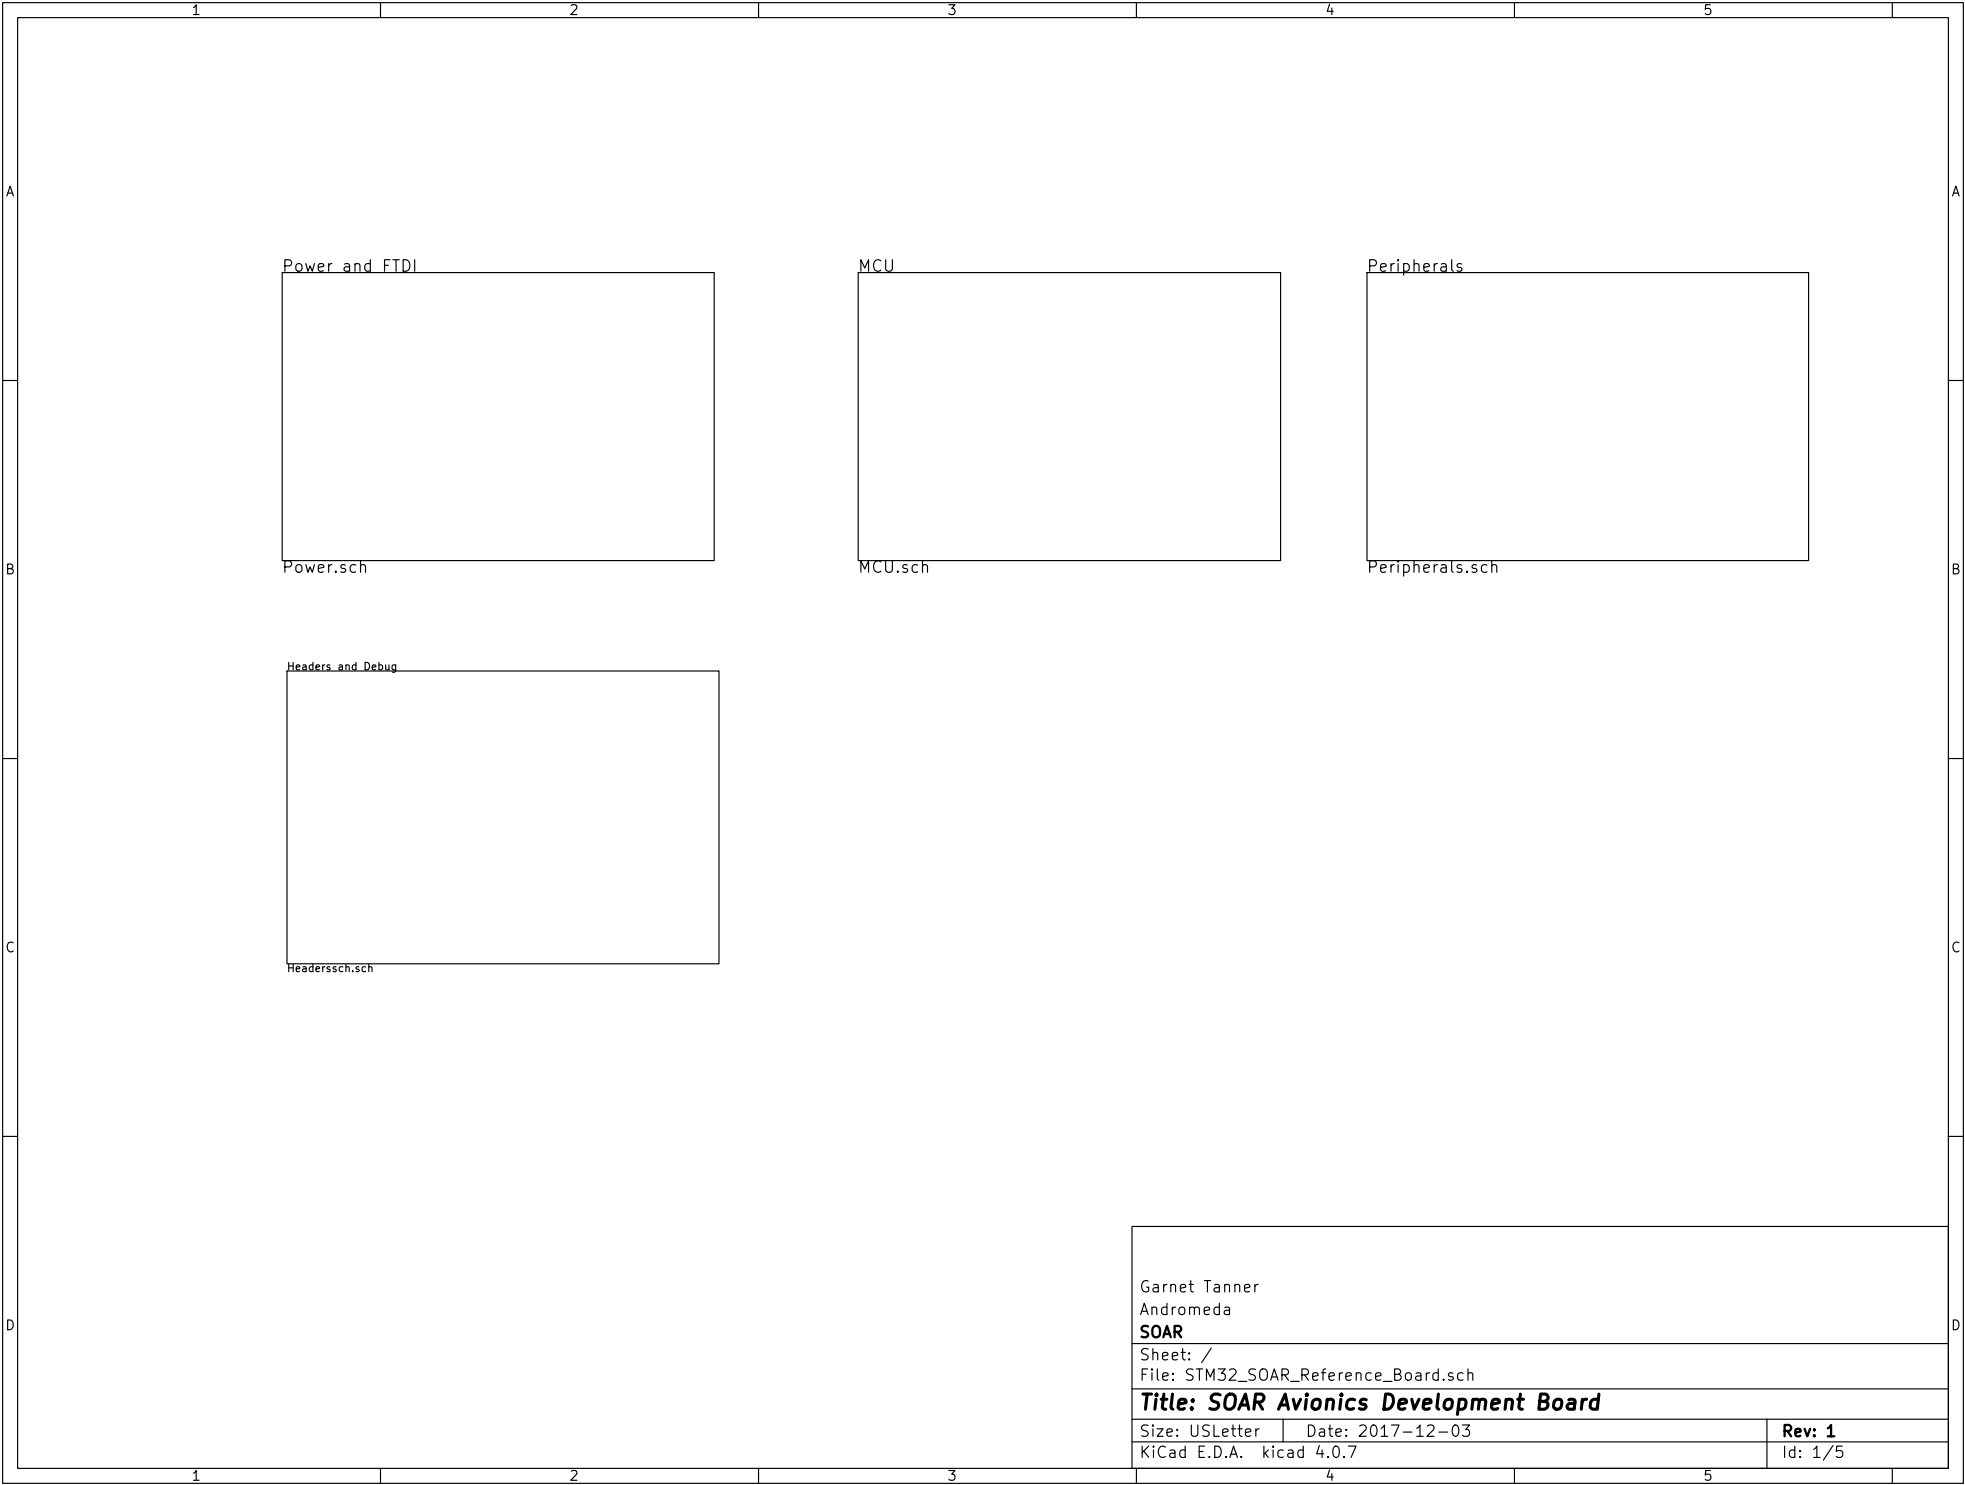 1 2 3 4 5
A A
Power and FTDI MCU Peripherals
Power.sch MCU.sch Peripherals.sch
B B
Headers and Debug
C C
Headerssch.sch
Garnet Tanner
Andromeda
D D
SOAR
Sheet: /
File: STM32_SOAR_Reference_Board.sch
Title: SOAR Avionics Development Board
Size: USLetter Date: 2017-12-03 Rev: 1
KiCad E.D.A. kicad 4.0.7 Id: 1/5
1 2 3 4 5